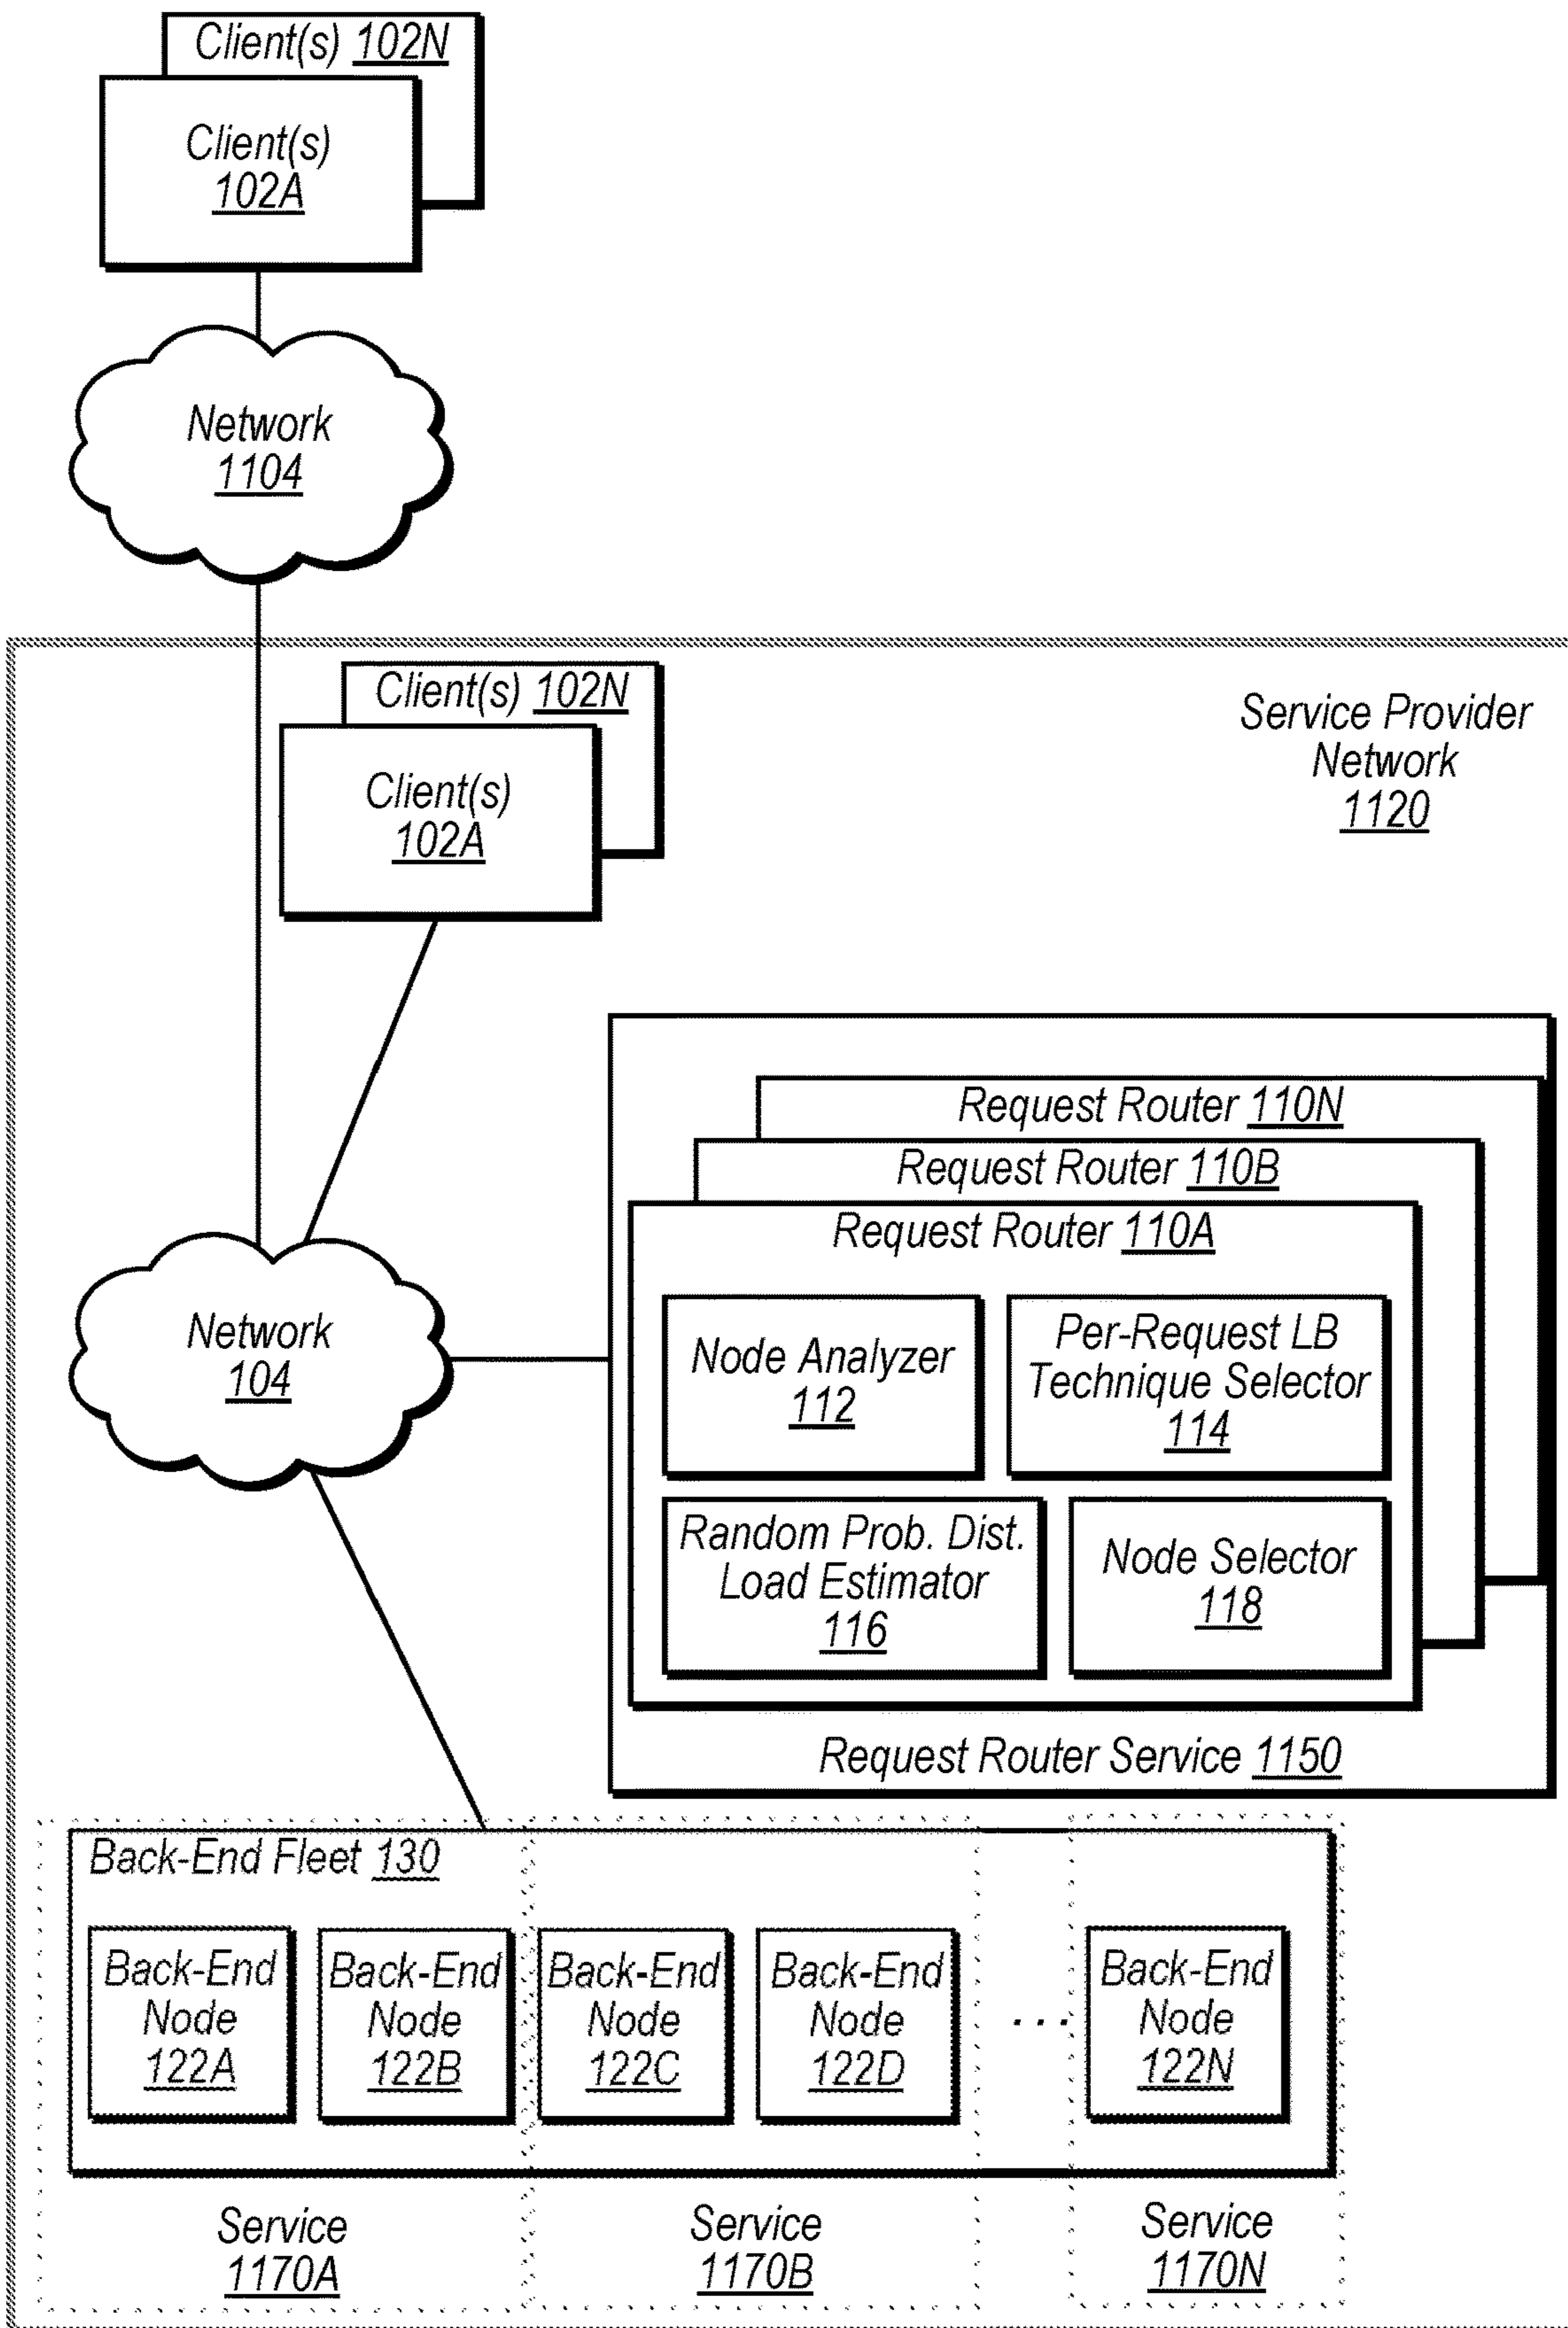 Client(s) 102N
Client(s)
102A
Network
1104
Client(s) 102N
Client(s)
102A
Service Provider
Network
1120
Request Router 110N
Request Router 110B
Request Router 110A
Node Analyzer
112
Per-Request LB
Technique Selector
114
Random Prob. Dist.
Load Estimator
116
Node Selector
118
Request Router Service 1150
Network
104
Back-End Fleet 130
Back-End
Node
122A
Back-End
Node
122B
Back-End
Node
122C
Back-End
Node
122D
...
Back-End
Node
122N
Service
1170A
Service
1170B
Service
1170N